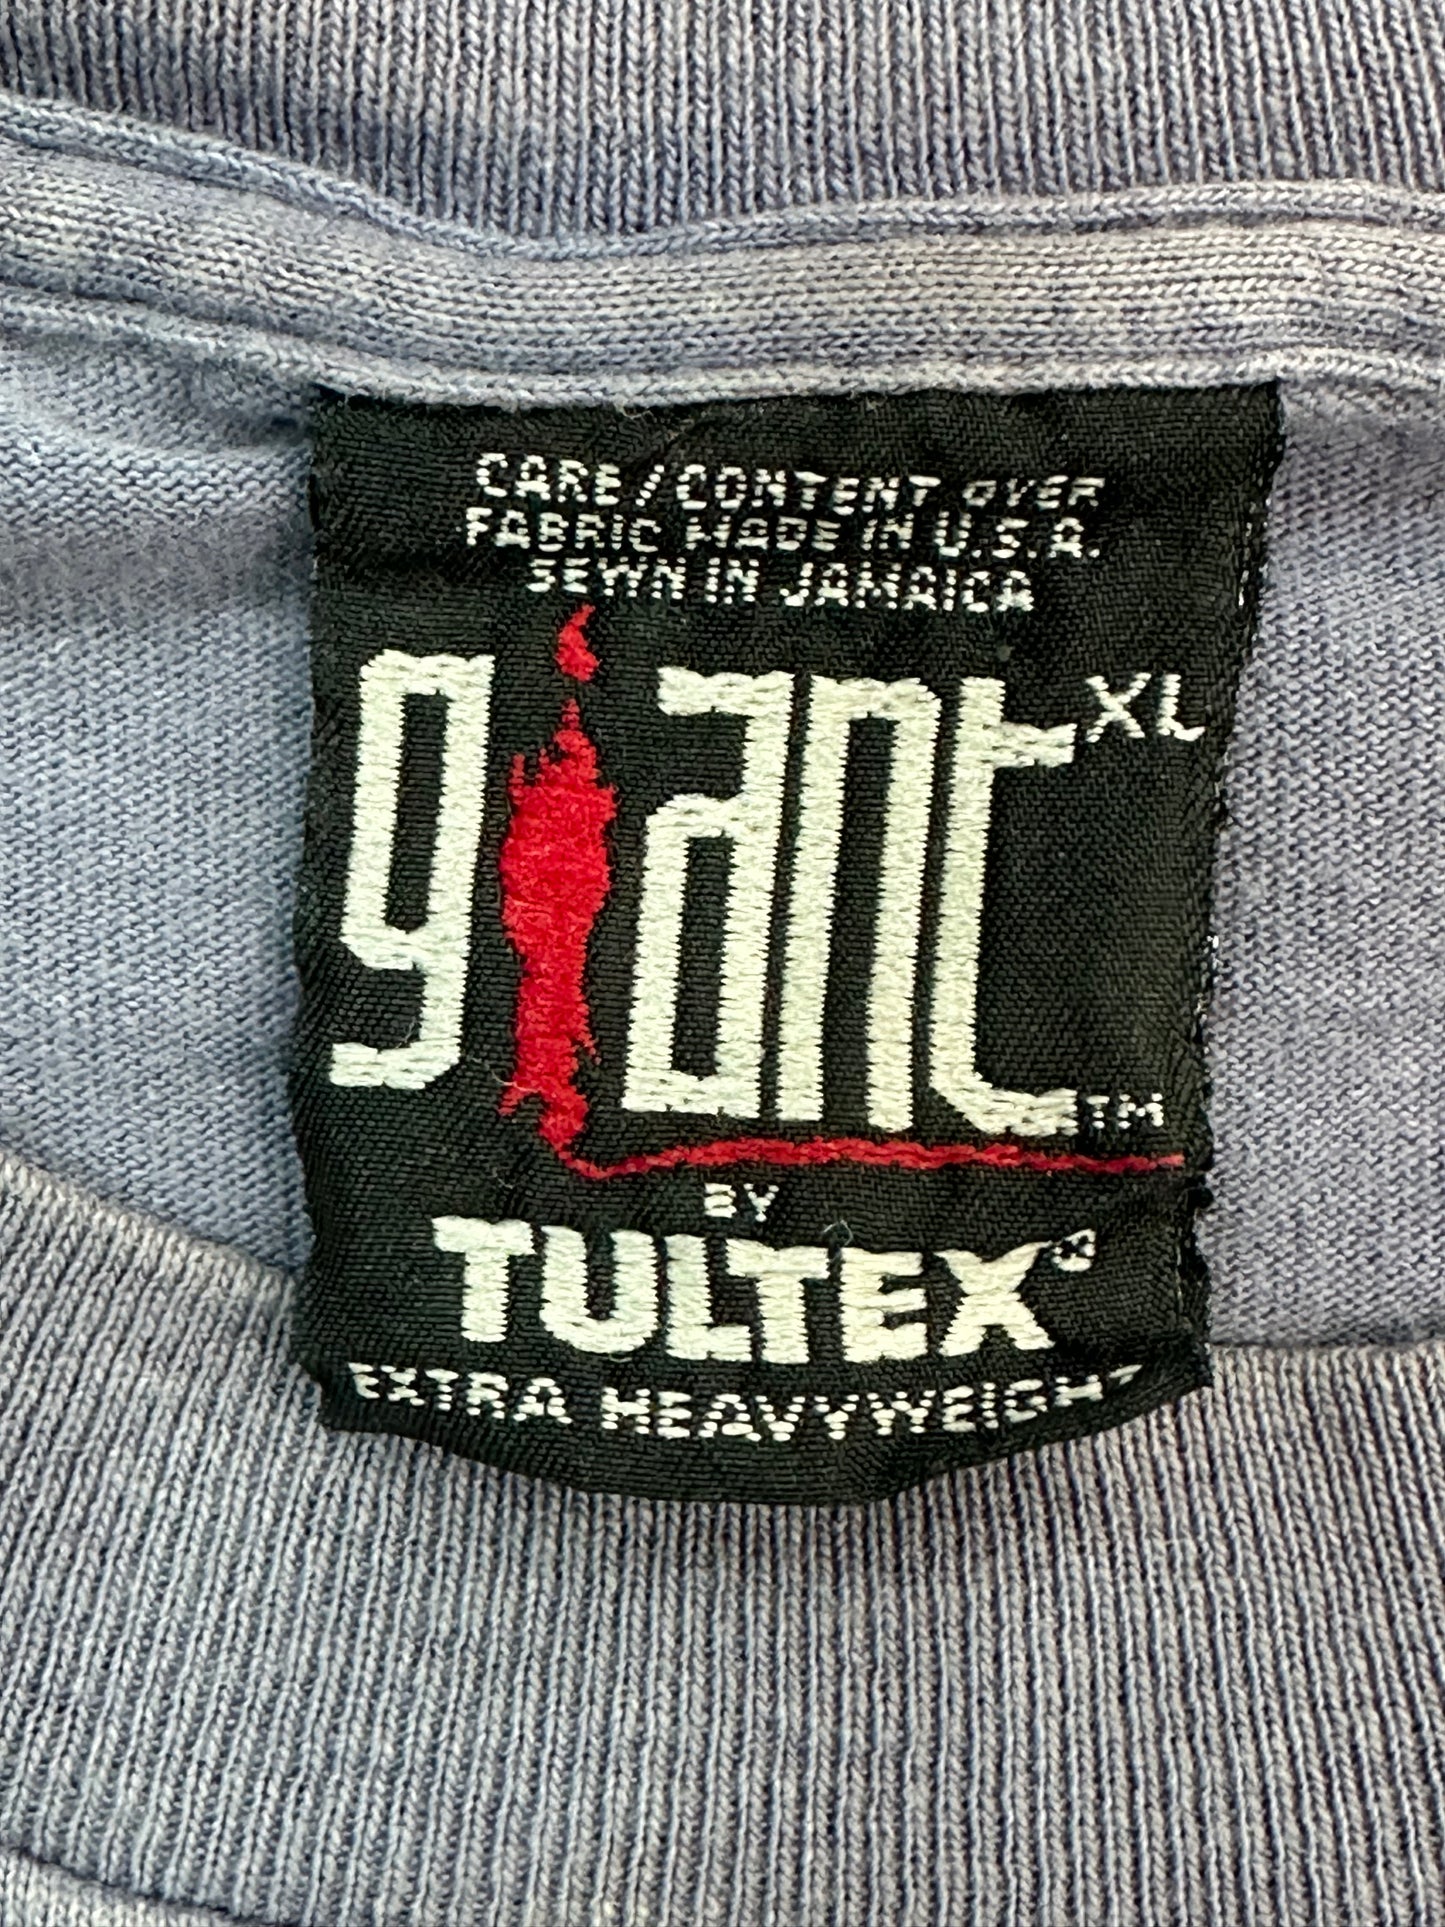 CARE/CONTENT OVER
FABRIC MADE IN U.S.A.
SEWN IN JAMAICA
giant XL
TM
BY
TULTEX®
EXTRA HEAVYWEIGHT